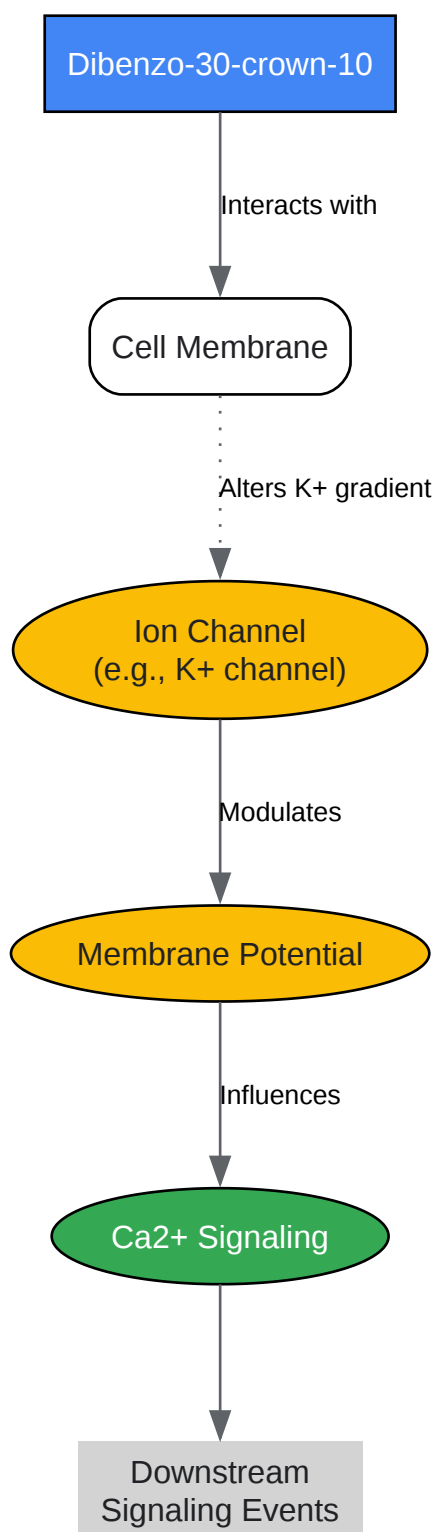 Dibenzo-30-crown-10
Interacts with
Cell Membrane
Alters K+ gradient
Ion Channel
(e.g., K+ channel)
Modulates
Membrane Potential
Influences
Ca2+ Signaling
Downstream
Signaling Events